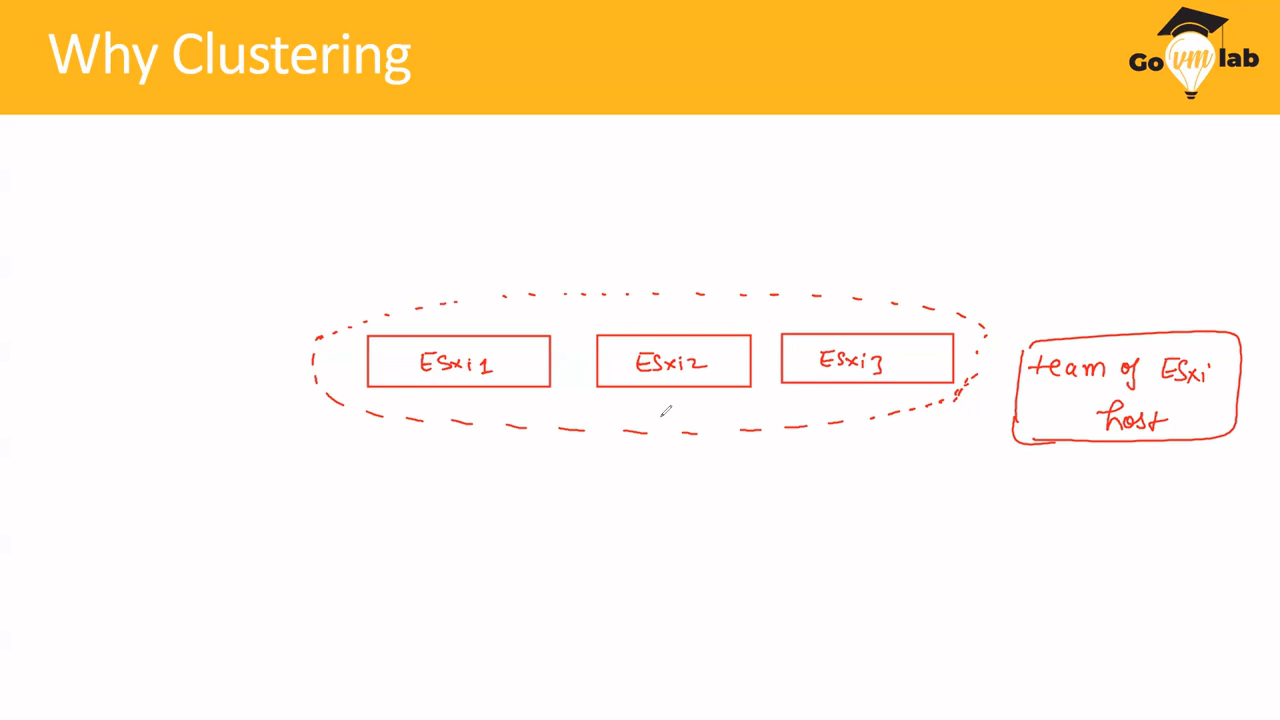 Why Clustering
Go vm lab
ESxi1
ESxi2
ESxi3
team of ESxi
host